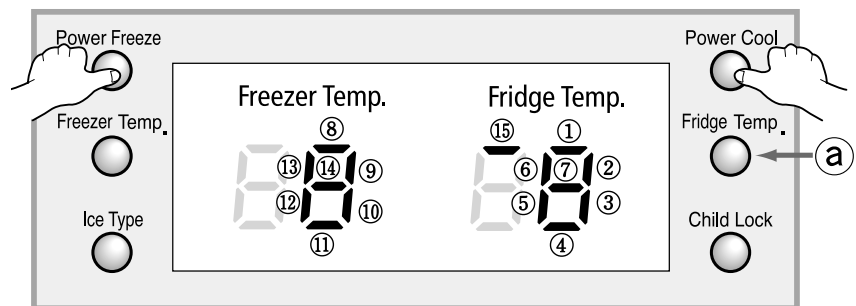 Power Freeze
Power Cool
Freezer Temp.
Fridge Temp.
⑧
⑮
①
Freezer Temp.
⑬
⑭
⑨
⑥
⑦
②
Fridge Temp.
ⓐ
⑫
⑩
⑤
③
Ice Type
⑪
④
Child Lock